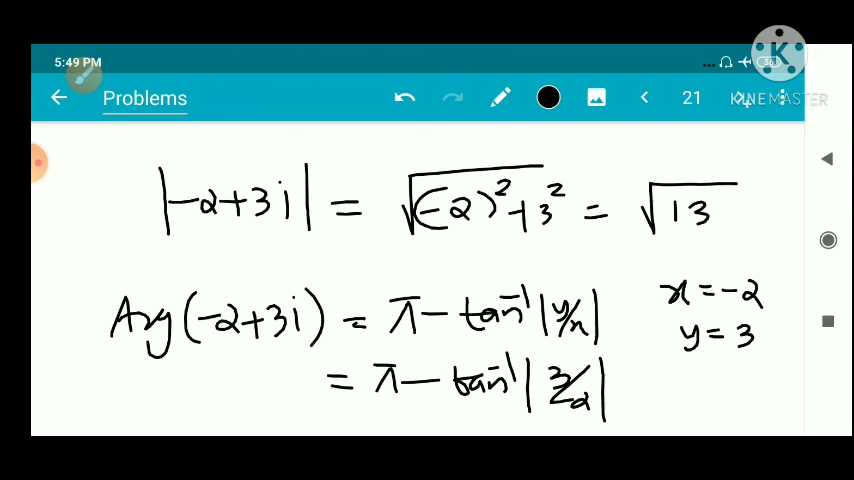 5:49 PM
36
K
KINEMASTER
Problems
21
|-2+3i| = √(-2)²+3² = √13
x = -2
Arg(-2+3i) = π - tan⁻¹|y/x|
y = 3
= π - tan⁻¹|3/2|